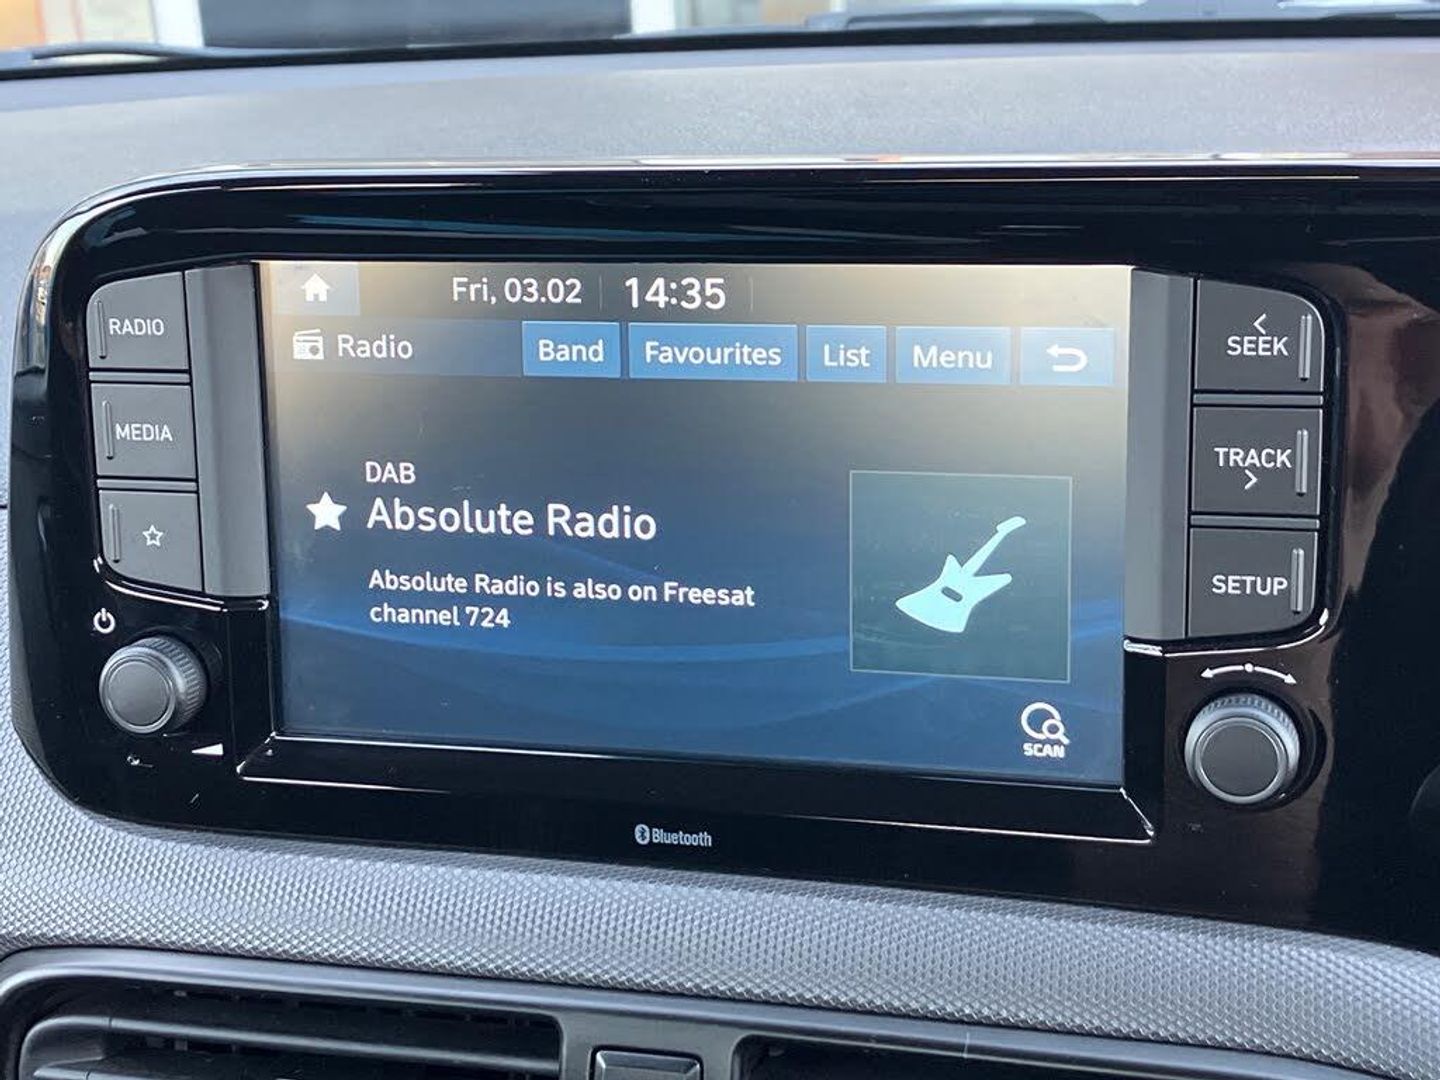 Fri, 03.02 14:35
Radio Band Favourites List Menu
DAB
Absolute Radio
Absolute Radio is also on Freesat
channel 724
SCAN
RADIO
MEDIA
SEEK
TRACK
SETUP
Bluetooth